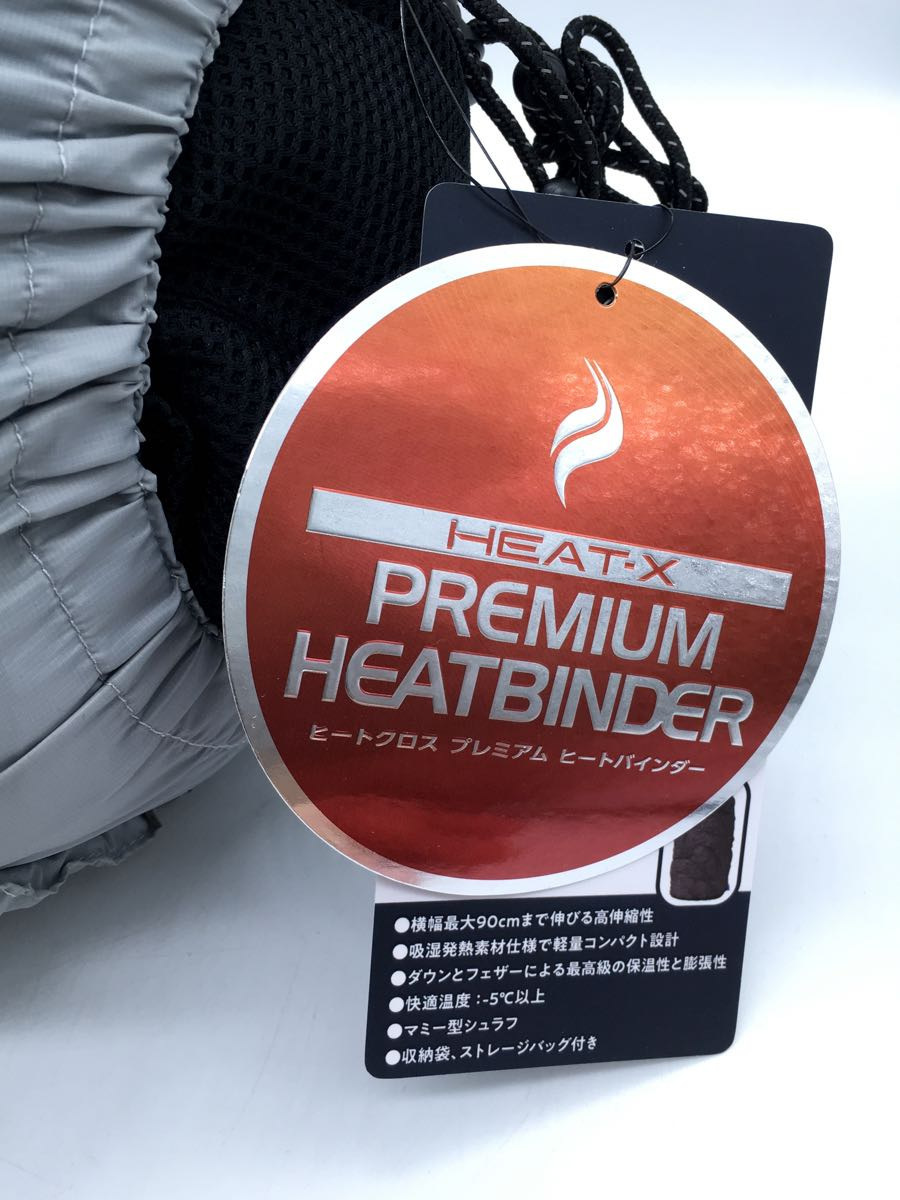 HEAT-X
PREMIUM
HEATBINDER
ヒートクロス プレミアム ヒートバインダー
●横幅最大90cmまで伸びる高伸縮性
●吸湿発熱素材仕様で軽量コンパクト設計
●ダウンとフェザーによる最高級の保温性と膨張性
●快適温度：-5℃以上
●マミー型シュラフ
●収納袋、ストレージバッグ付き